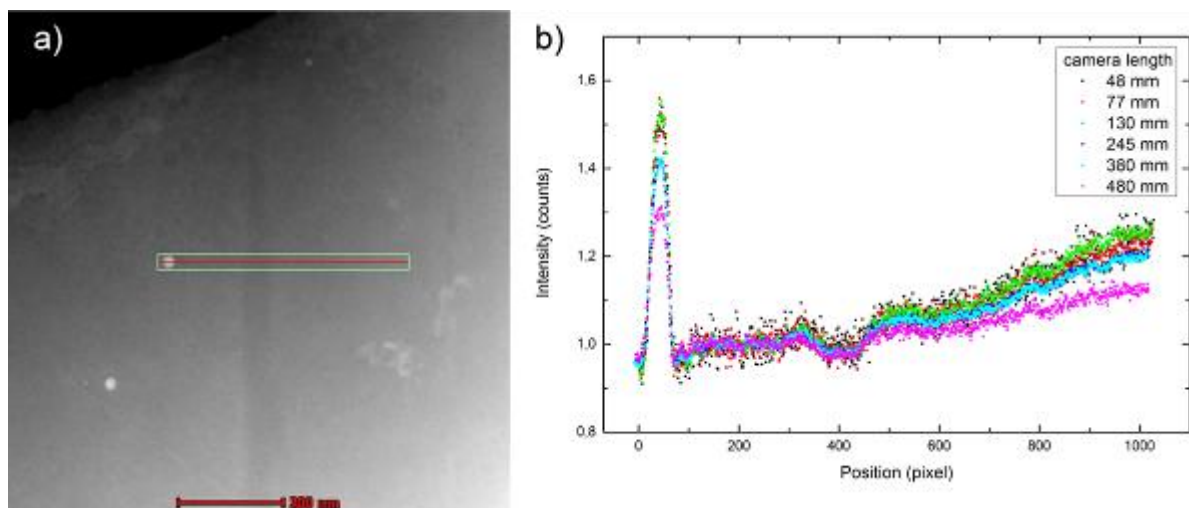 a)
b)
camera length
48 mm
77 mm
130 mm
245 mm
380 mm
480 mm
1.6
1.4
1.2
1.0
0.8
Intensity (counts)
0
200
400
600
800
1000
Position (pixel)
nm